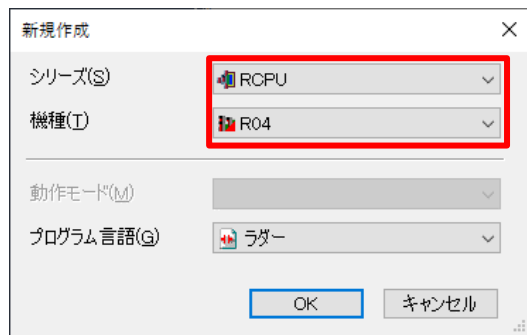 新規作成
シリーズ(S) RCPU
機種(T) R04
動作モード(M)
プログラム言語(G) ラダー
OK キャンセル